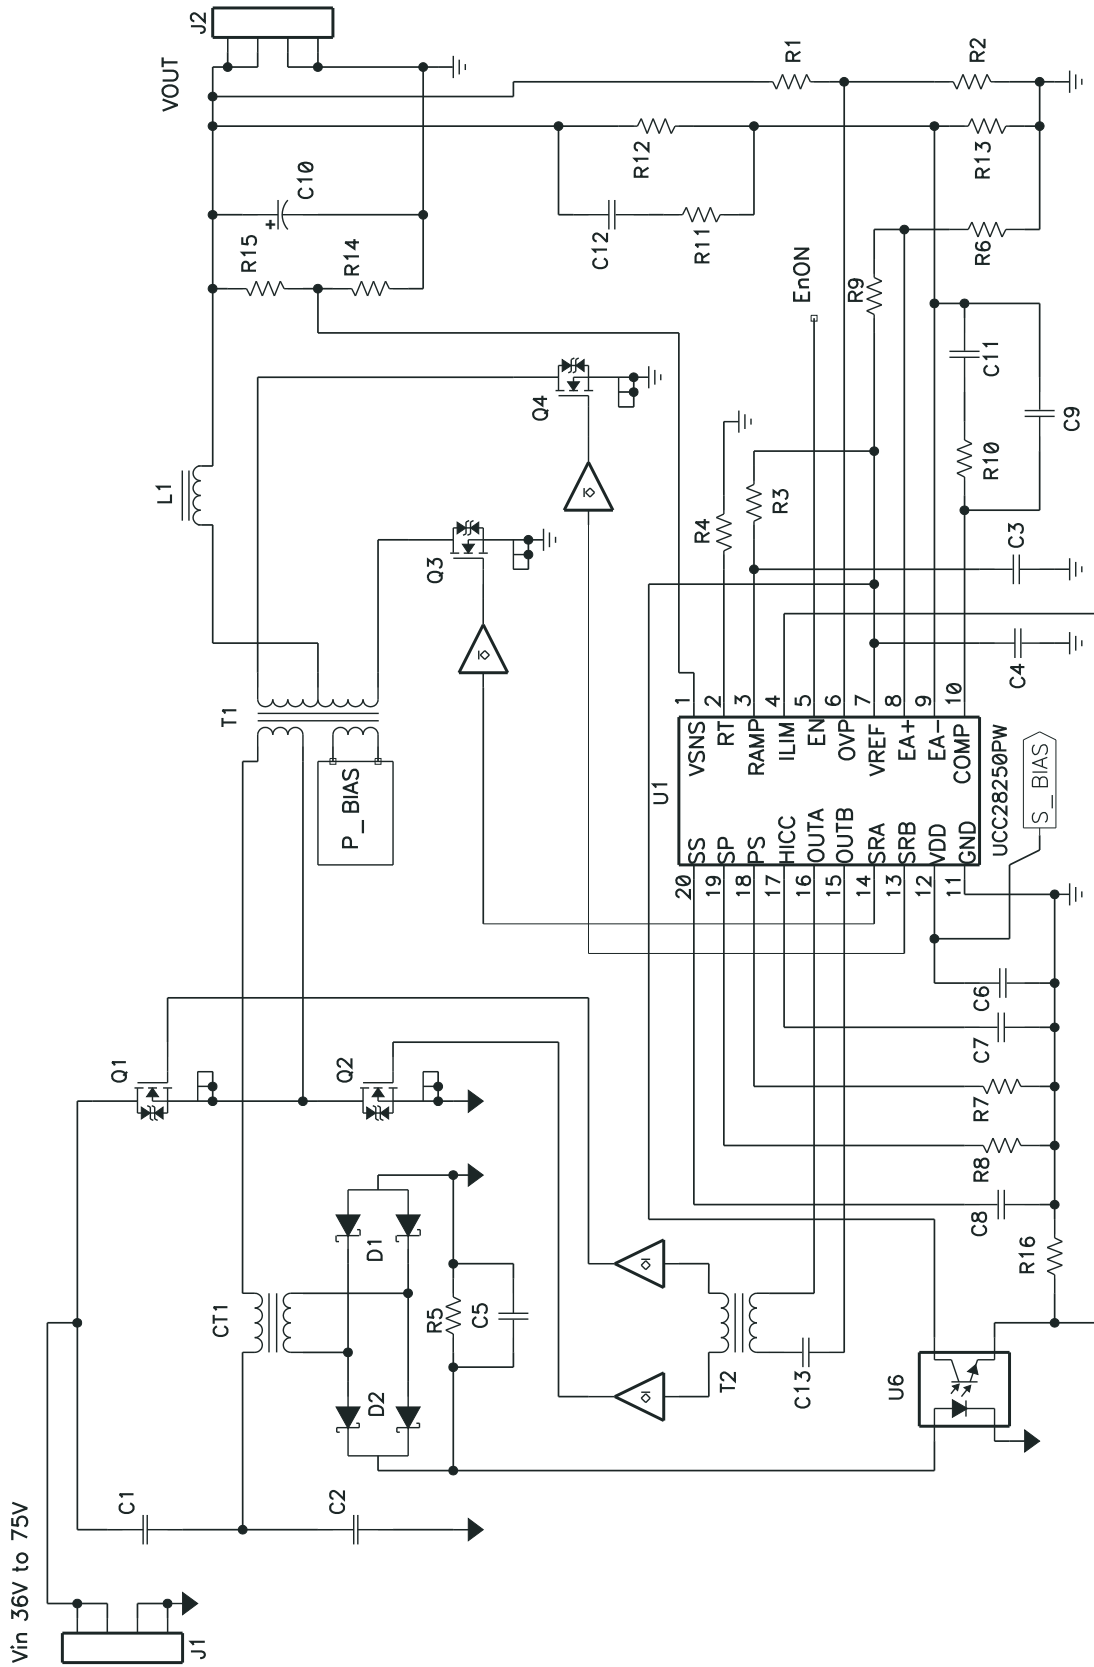 Vin 36V to 75V
J1
C1
C2
CT1
D1
D2
R5
C5
Q1
Q2
T1
P_BIAS
L1
Q3
Q4
VOUT
J2
R15
R14
C10
C12
R11
R12
R1
R2
R13
R6
R9
EnON
C11
R10
C9
R4
R3
C3
C4
U1
UCC28250PW
1 VSNS
2 RT
3 RAMP
4 ILIM
5 EN
6 OVP
7 VREF
8 EA+
9 EA-
10 COMP
20 SS
19 SP
18 PS
17 HICC
16 OUTA
15 OUTB
14 SRA
13 SRB
12 VDD
11 GND
S_BIAS
C6
C7
R7
R8
C8
R16
T2
C13
U6